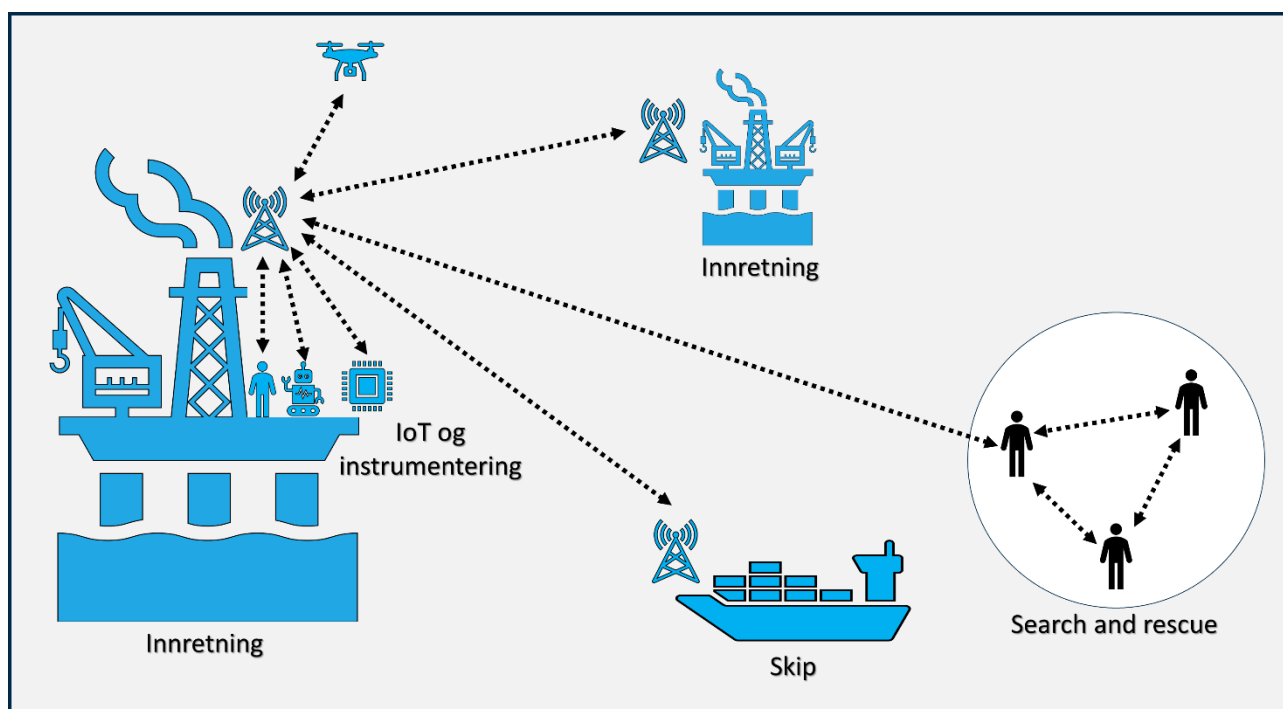 Innretning
IoT og
instrumentering
Innretning
Search and rescue
Skip